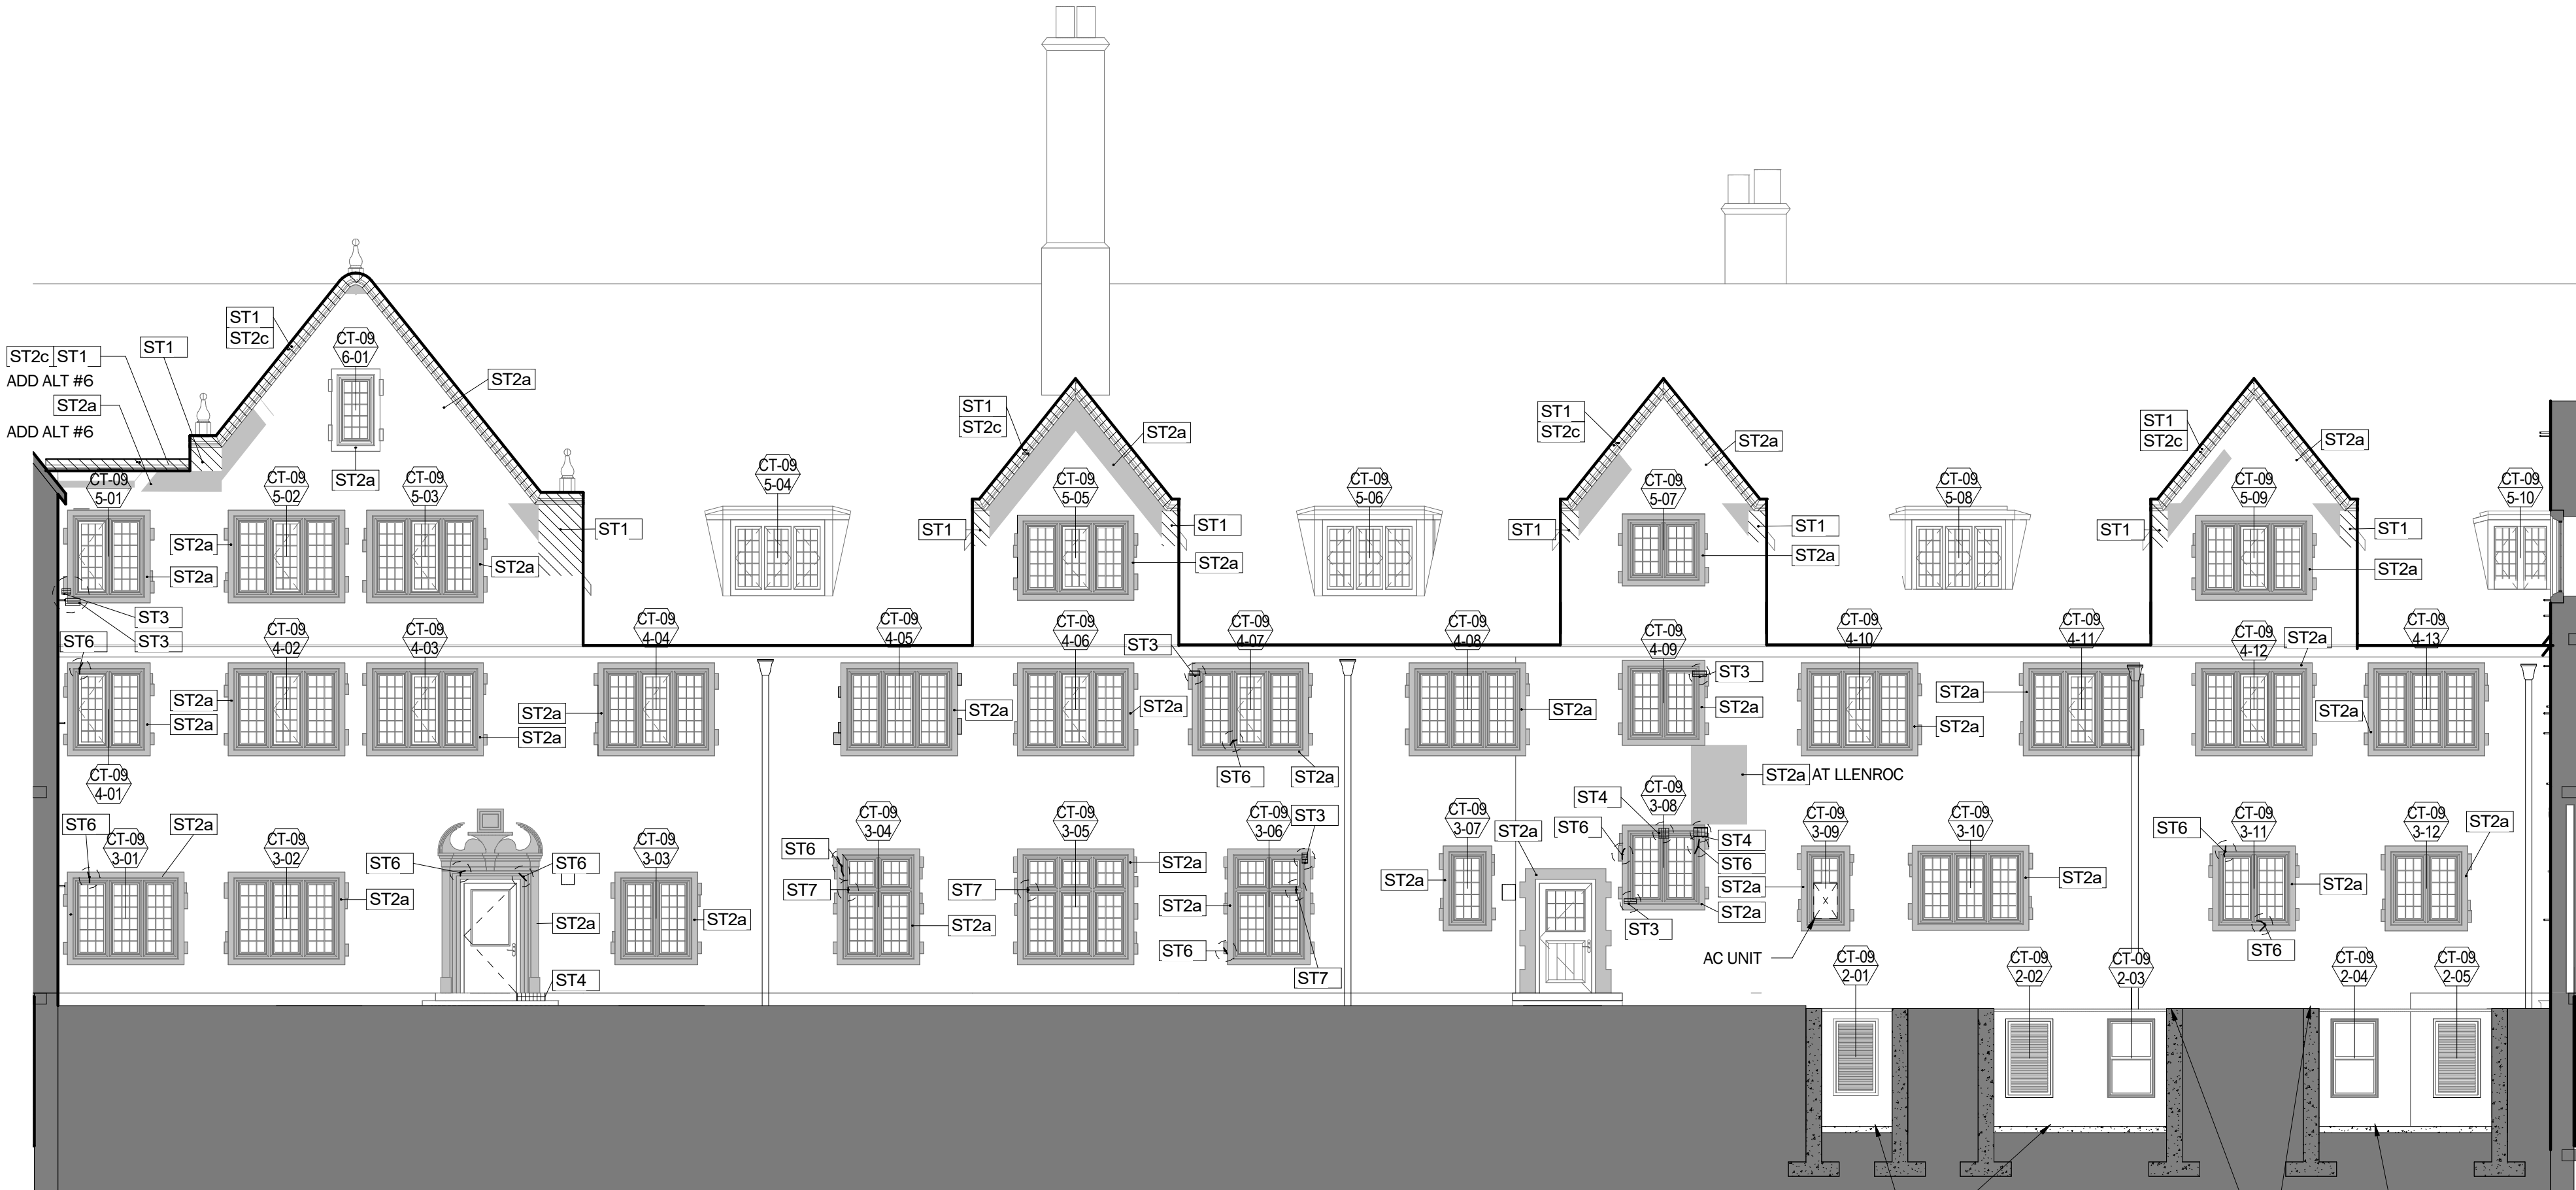 ST1
ST2c
CT-09
6-01
ST2c ST1
ADD ALT #6
ST1
ST2a
ST2a
ADD ALT #6
ST2a
ST1
ST2c
ST2a
ST1
ST2c
ST2a
ST1
ST2c
ST2a
CT-09
5-01
CT-09
5-02
CT-09
5-03
CT-09
5-04
CT-09
5-05
CT-09
5-06
CT-09
5-07
CT-09
5-08
CT-09
5-09
CT-09
5-10
ST1
ST1
ST1
ST1
ST1
ST1
ST1
ST2a
ST2a
ST2a
ST2a
ST2a
ST2a
ST3
ST3
ST6
CT-09
4-02
CT-09
4-03
CT-09
4-04
CT-09
4-05
CT-09
4-06
ST3
CT-09
4-07
CT-09
4-08
CT-09
4-09
CT-09
4-10
CT-09
4-11
CT-09
4-12
ST2a
CT-09
4-13
ST2a
ST2a
ST2a
ST2a
ST2a
ST2a
ST2a
ST2a
ST3
ST2a
ST2a
ST2a
ST2a
CT-09
4-01
ST6
ST2a
ST2a AT LLENROC
ST6
CT-09
3-01
ST2a
CT-09
3-02
ST6
ST6
CT-09
3-03
ST6
CT-09
3-04
CT-09
3-05
CT-09
3-06
ST3
CT-09
3-07
ST2a
ST4
CT-09
3-08
ST6
ST4
ST6
CT-09
3-09
CT-09
3-10
ST6
CT-09
3-11
CT-09
3-12
ST2a
ST2a
ST2a
ST2a
ST7
ST7
ST2a
ST2a
ST2a
ST6
ST7
ST2a
ST2a
ST2a
ST3
ST2a
ST2a
ST6
ST4
AC UNIT
X
CT-09
2-01
CT-09
2-02
CT-09
2-03
CT-09
2-04
CT-09
2-05